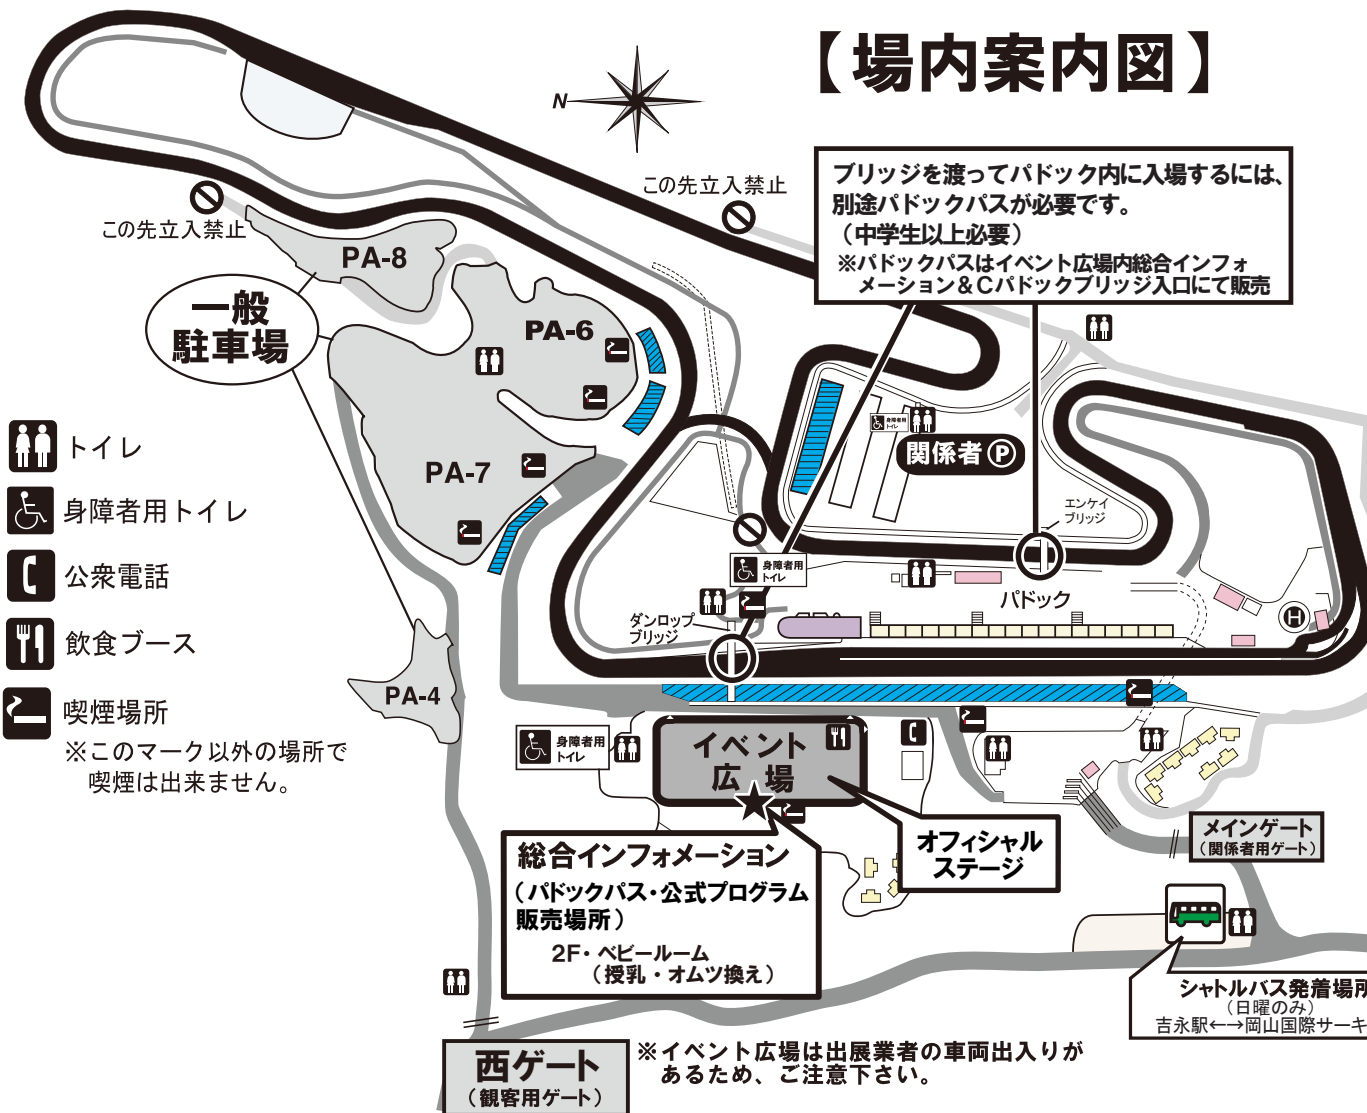 【場内案内図】
N
この先立入禁止
この先立入禁止
ブリッジを渡ってパドック内に入場するには、
別途パドックパスが必要です。
（中学生以上必要）
※パドックパスはイベント広場内総合インフォ
メーション＆Cパドックブリッジ入口にて販売
PA-8
一般
駐車場
PA-6
PA-7
PA-4
トイレ
身障者用トイレ
公衆電話
飲食ブース
喫煙場所
※このマーク以外の場所で
喫煙は出来ません。
身障者用
トイレ
関係者Ⓟ
エンケイ
ブリッジ
身障者用
トイレ
パドック
ダンロップ
ブリッジ
H
身障者用
トイレ
イベント
広場
オフィシャル
ステージ
メインゲート
（関係者用ゲート）
総合インフォメーション
（パドックパス・公式プログラム
販売場所）
2F・ベビールーム
（授乳・オムツ換え）
シャトルバス発着場所
（日曜のみ）
吉永駅←→岡山国際サーキ
西ゲート
（観客用ゲート）
※イベント広場は出展業者の車両出入りが
あるため、ご注意下さい。